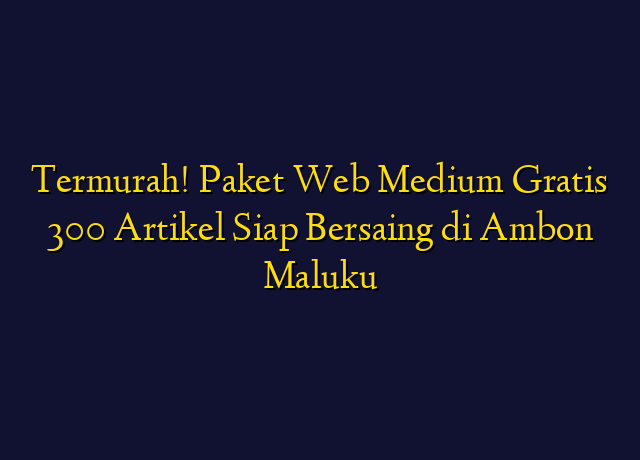 Termurah! Paket Web Medium Gratis
300 Artikel Siap Bersaing di Ambon
Maluku